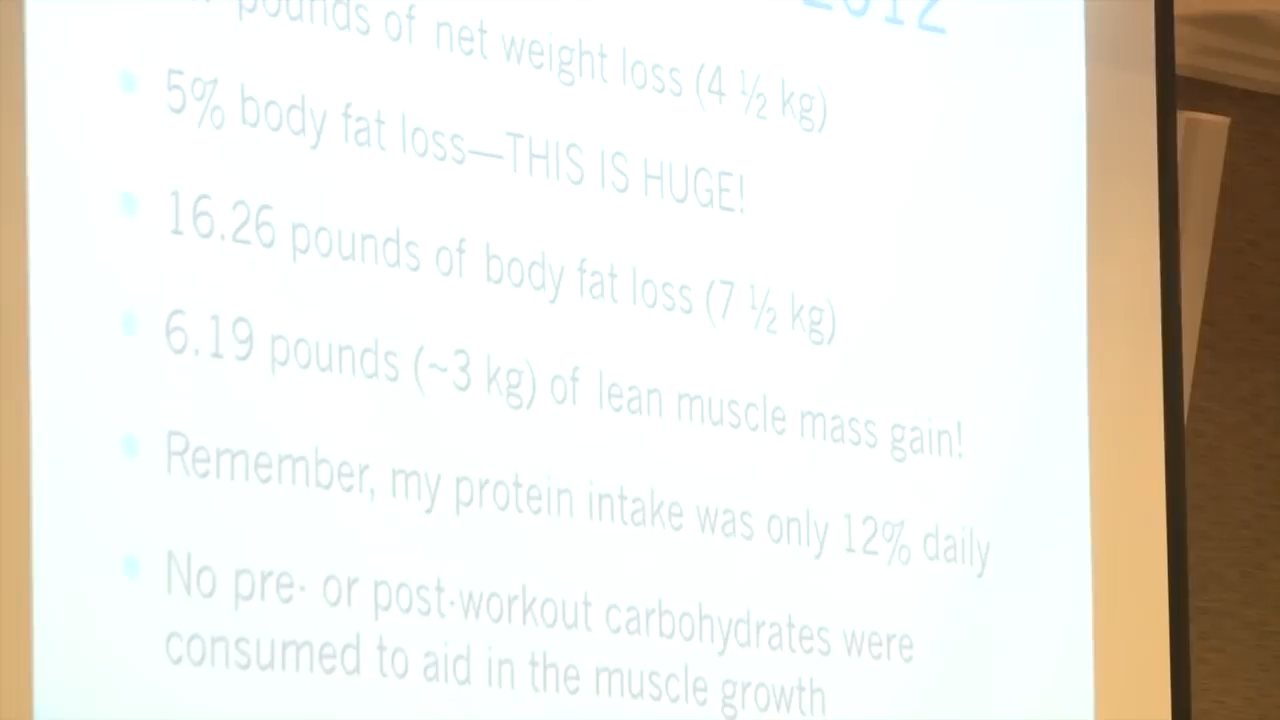 2012
pounds of net weight loss (4 ½ kg)
5% body fat loss—THIS IS HUGE!
16.26 pounds of body fat loss (7 ½ kg)
6.19 pounds (~3 kg) of lean muscle mass gain!
Remember, my protein intake was only 12% daily
No pre- or post-workout carbohydrates were
consumed to aid in the muscle growth